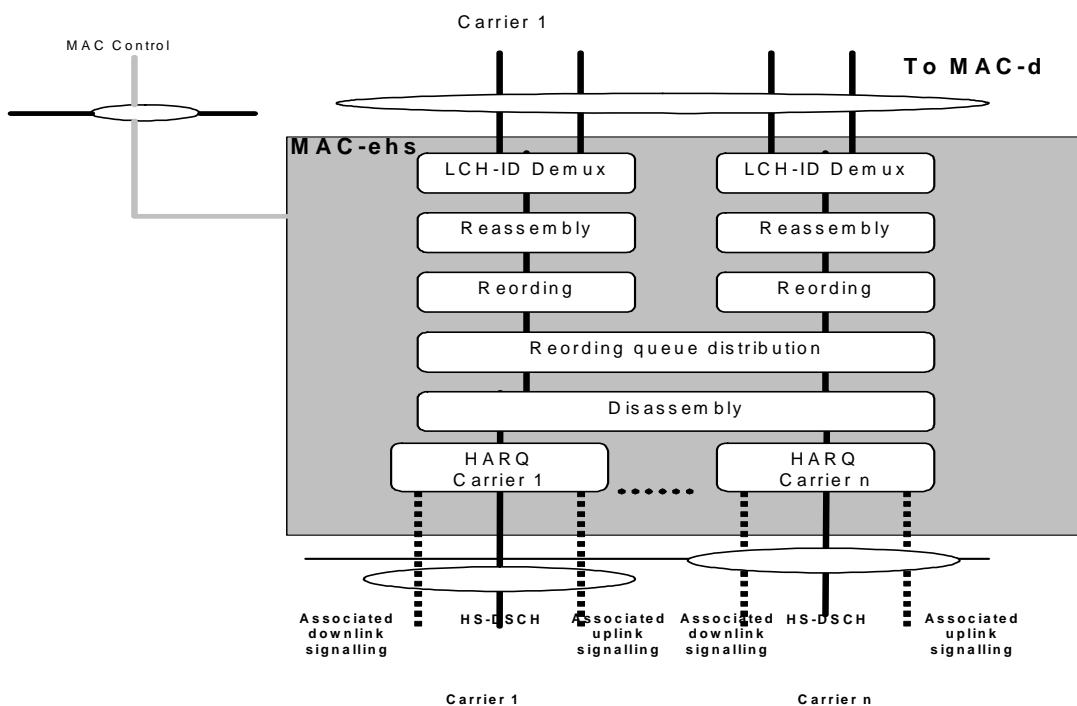 Carrier 1
MAC Control
To MAC-d
MAC-ehs
LCH-ID Demux
LCH-ID Demux
Reassembly
Reassembly
Reording
Reording
Reording queue distribution
Disassembly
HARQ
Carrier 1
HARQ
Carrier n
Associated
downlink
signalling
HS-DSCH
Associated
uplink
signalling
Associated
downlink
signalling
HS-DSCH
Associated
uplink
signalling
Carrier 1
Carrier n